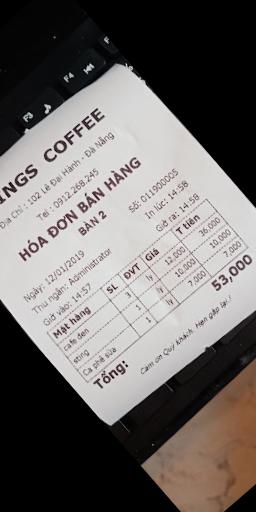 F3
F4
INGS COFFEE
Địa Chỉ : 102 Lê Đại Hành - Đà Nẵng
Tel : 0912.268.245
HÓA ĐƠN BÁN HÀNG
BÀN 2
Số: 011900005
Ngày: 12/01/2019 In lúc: 14:58
Thu ngân: Administrator Giờ ra: 14:58
Giờ vào: 14:57
Mặt hàng SL ĐVT Giá T tiền
cafe đen 3 ly 12,000 36,000
sting 1 ly 10,000 10,000
Cà phê sữa 1 ly 7,000 7,000
Tổng: 53,000
Cảm ơn Quý khách. Hẹn gặp lại.!